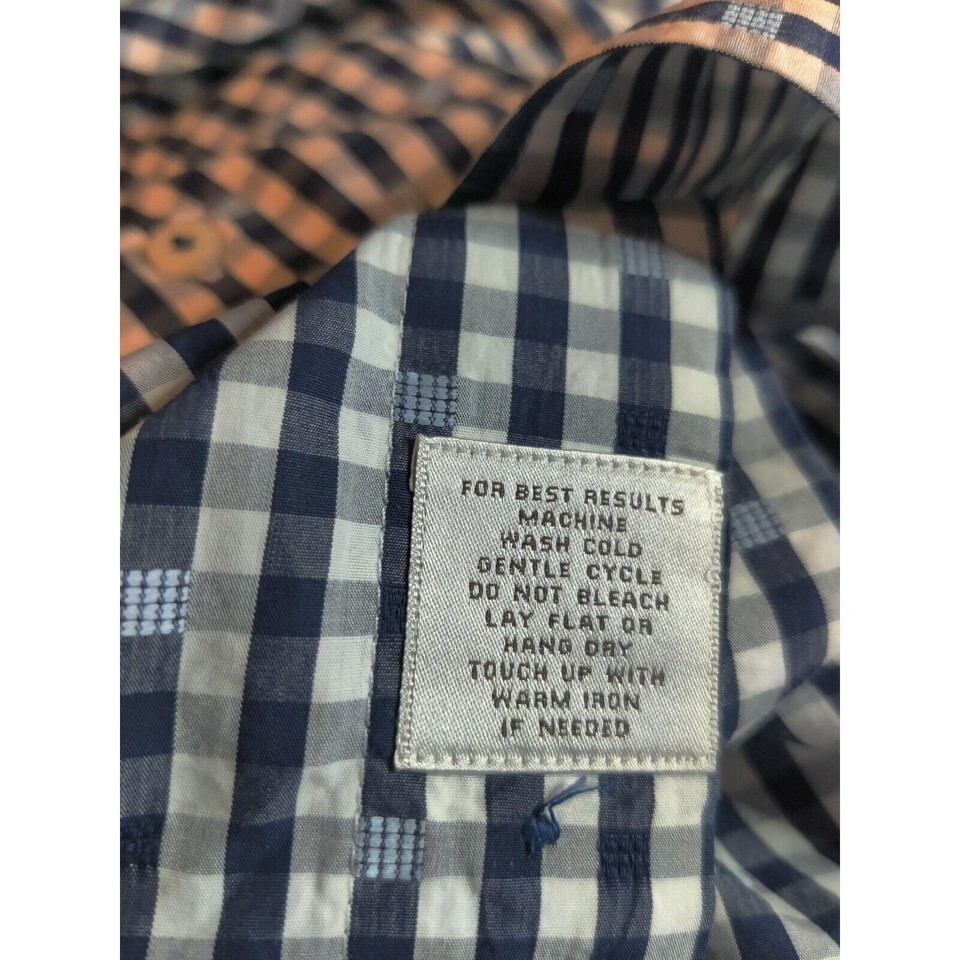 FOR BEST RESULTS
MACHINE
WASH COLD
GENTLE CYCLE
DO NOT BLEACH
LAY FLAT OR
HANG DRY
TOUCH UP WITH
WARM IRON
IF NEEDED